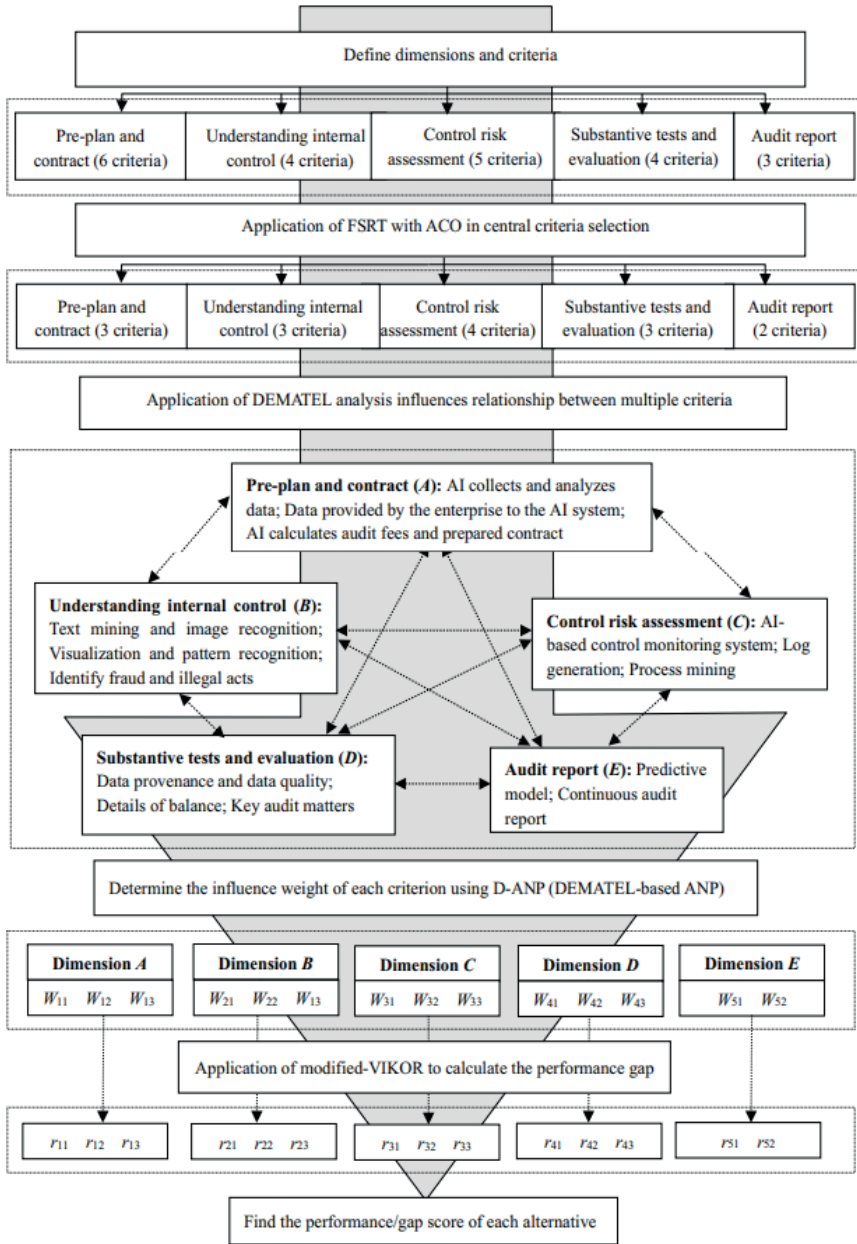 Define dimensions and criteria
Pre-plan and
contract (6 criteria)
Understanding internal
control (4 criteria)
Control risk
assessment (5 criteria)
Substantive tests and
evaluation (4 criteria)
Audit report
(3 criteria)
Application of FSRT with ACO in central criteria selection
Pre-plan and
contract (3 criteria)
Understanding internal
control (3 criteria)
Control risk
assessment (4 criteria)
Substantive tests and
evaluation (3 criteria)
Audit report
(2 criteria)
Application of DEMATEL analysis influences relationship between multiple criteria
Pre-plan and contract (A): AI collects and analyzes
data; Data provided by the enterprise to the AI system;
AI calculates audit fees and prepared contract
Understanding internal control (B):
Text mining and image recognition;
Visualization and pattern recognition;
Identify fraud and illegal acts
Control risk assessment (C): AI-
based control monitoring system; Log
generation; Process mining
Substantive tests and evaluation (D):
Data provenance and data quality;
Details of balance; Key audit matters
Audit report (E): Predictive
model; Continuous audit
report
Determine the influence weight of each criterion using D-ANP (DEMATEL-based ANP)
Dimension A
W11 W12 W13
Dimension B
W21 W22 W13
Dimension C
W31 W32 W33
Dimension D
W41 W42 W43
Dimension E
W51 W52
Application of modified-VIKOR to calculate the performance gap
r11 r12 r13
r21 r22 r23
r31 r32 r33
r41 r42 r43
r51 r52
Find the performance/gap score of each alternative